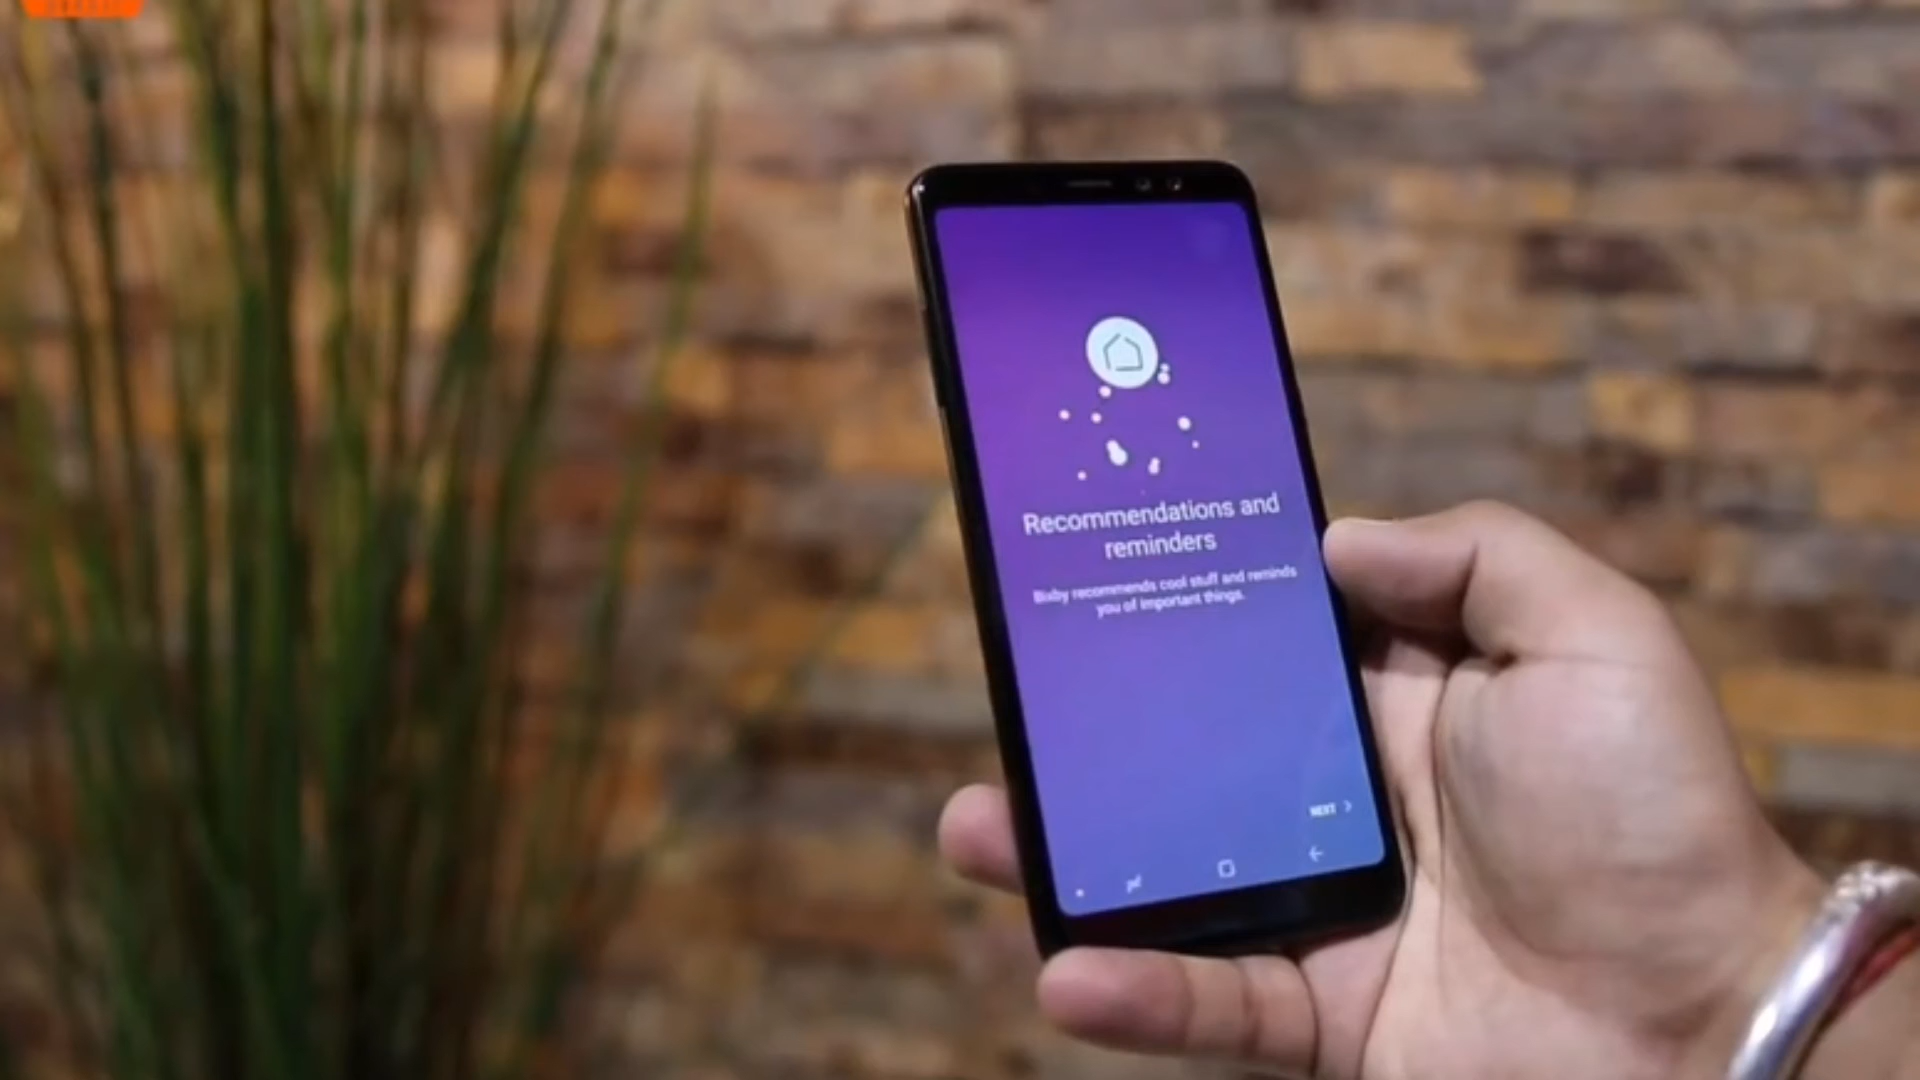 Recommendations and
reminders
Bixby recommends cool stuff and reminds
you of important things.
NEXT